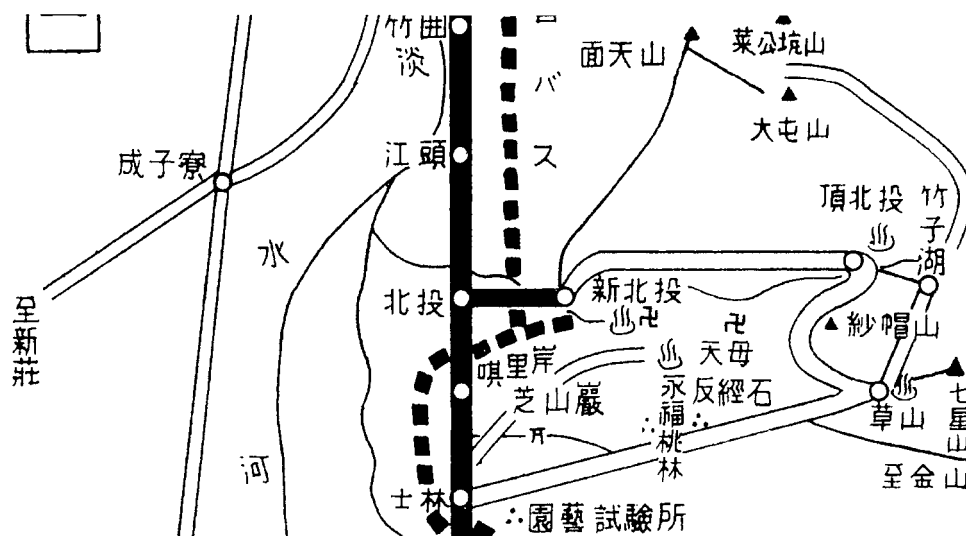 竹囲
淡
バス
面天山
菜公坑山
大屯山
江頭
成子寮
頂北投
竹子湖
水
北投
新北投
至新莊
紗帽山
唭里岸
天母
芝山巖
永福桃林
反經石
草山
七星山
至金山
河
士林
園藝試驗所